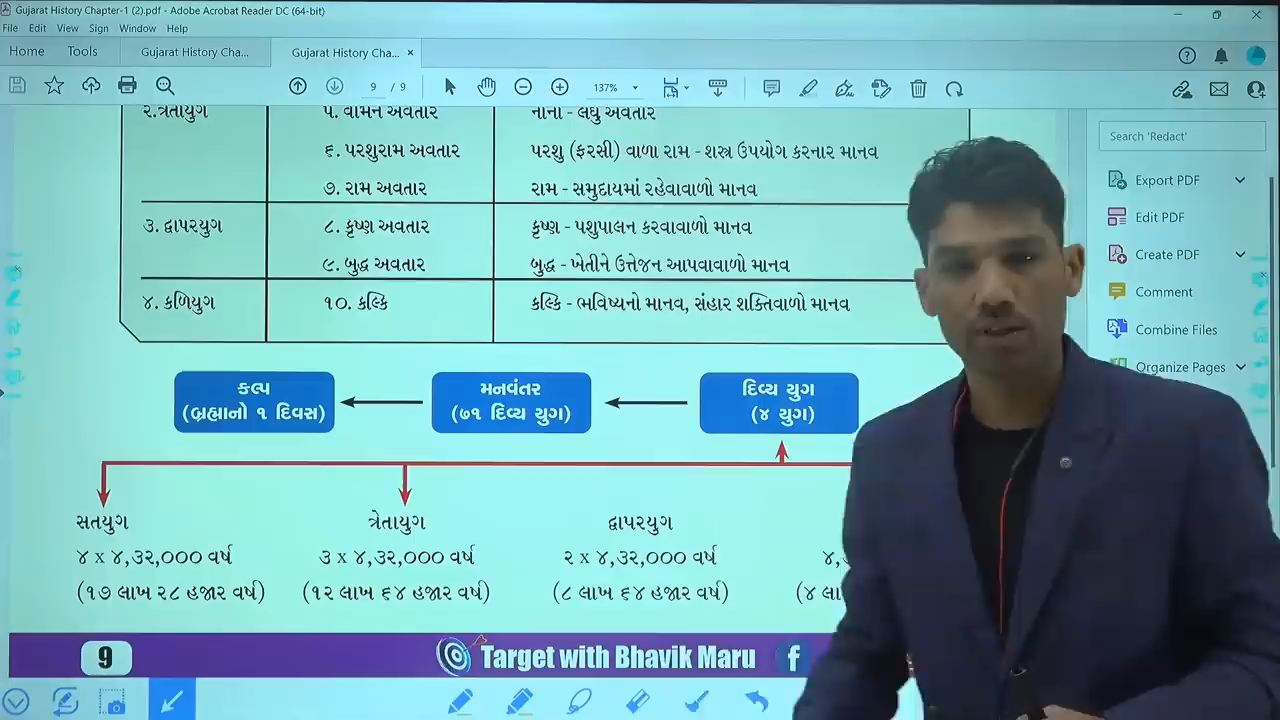 Gujarat History Chapter-1 (2).pdf - Adobe Acrobat Reader DC (64-bit)
File Edit View Sign Window Help
Home Tools Gujarat History Cha... Gujarat History Cha... ×
9 / 9 137%
Search 'Redact'
Export PDF
Edit PDF
Create PDF
Comment
Combine Files
Organize Pages
૨.ત્રેતાયુગ ૫. વામન અવતાર નાના - લઘુ અવતાર
૬. પરશુરામ અવતાર પરશુ (ફરસી) વાળા રામ - શસ્ત્ર ઉપયોગ કરનાર માનવ
૭. રામ અવતાર રામ - સમુદાયમાં રહેવાવાળો માનવ
૩. દ્વાપરયુગ ૮. કૃષ્ણ અવતાર કૃષ્ણ - પશુપાલન કરવાવાળો માનવ
૯. બુદ્ધ અવતાર બુદ્ધ - ખેતીને ઉત્તેજન આપવાવાળો માનવ
૪. કળિયુગ ૧૦. કલ્કિ કલ્કિ - ભવિષ્યનો માનવ, સંહાર શક્તિવાળો માનવ
કલ્પ મનવંતર દિવ્ય યુગ
(બ્રહ્માનો ૧ દિવસ) (૭૧ દિવ્ય યુગ) (૪ યુગ)
સતયુગ ત્રેતાયુગ દ્વાપરયુગ
૪ x ૪,૩૨,૦૦૦ વર્ષ ૩ x ૪,૩૨,૦૦૦ વર્ષ ૨ x ૪,૩૨,૦૦૦ વર્ષ ૪,
(૧૭ લાખ ૨૮ હજાર વર્ષ) (૧૨ લાખ ૬૪ હજાર વર્ષ) (૮ લાખ ૬૪ હજાર વર્ષ) (૪ લા
9 Target with Bhavik Maru f